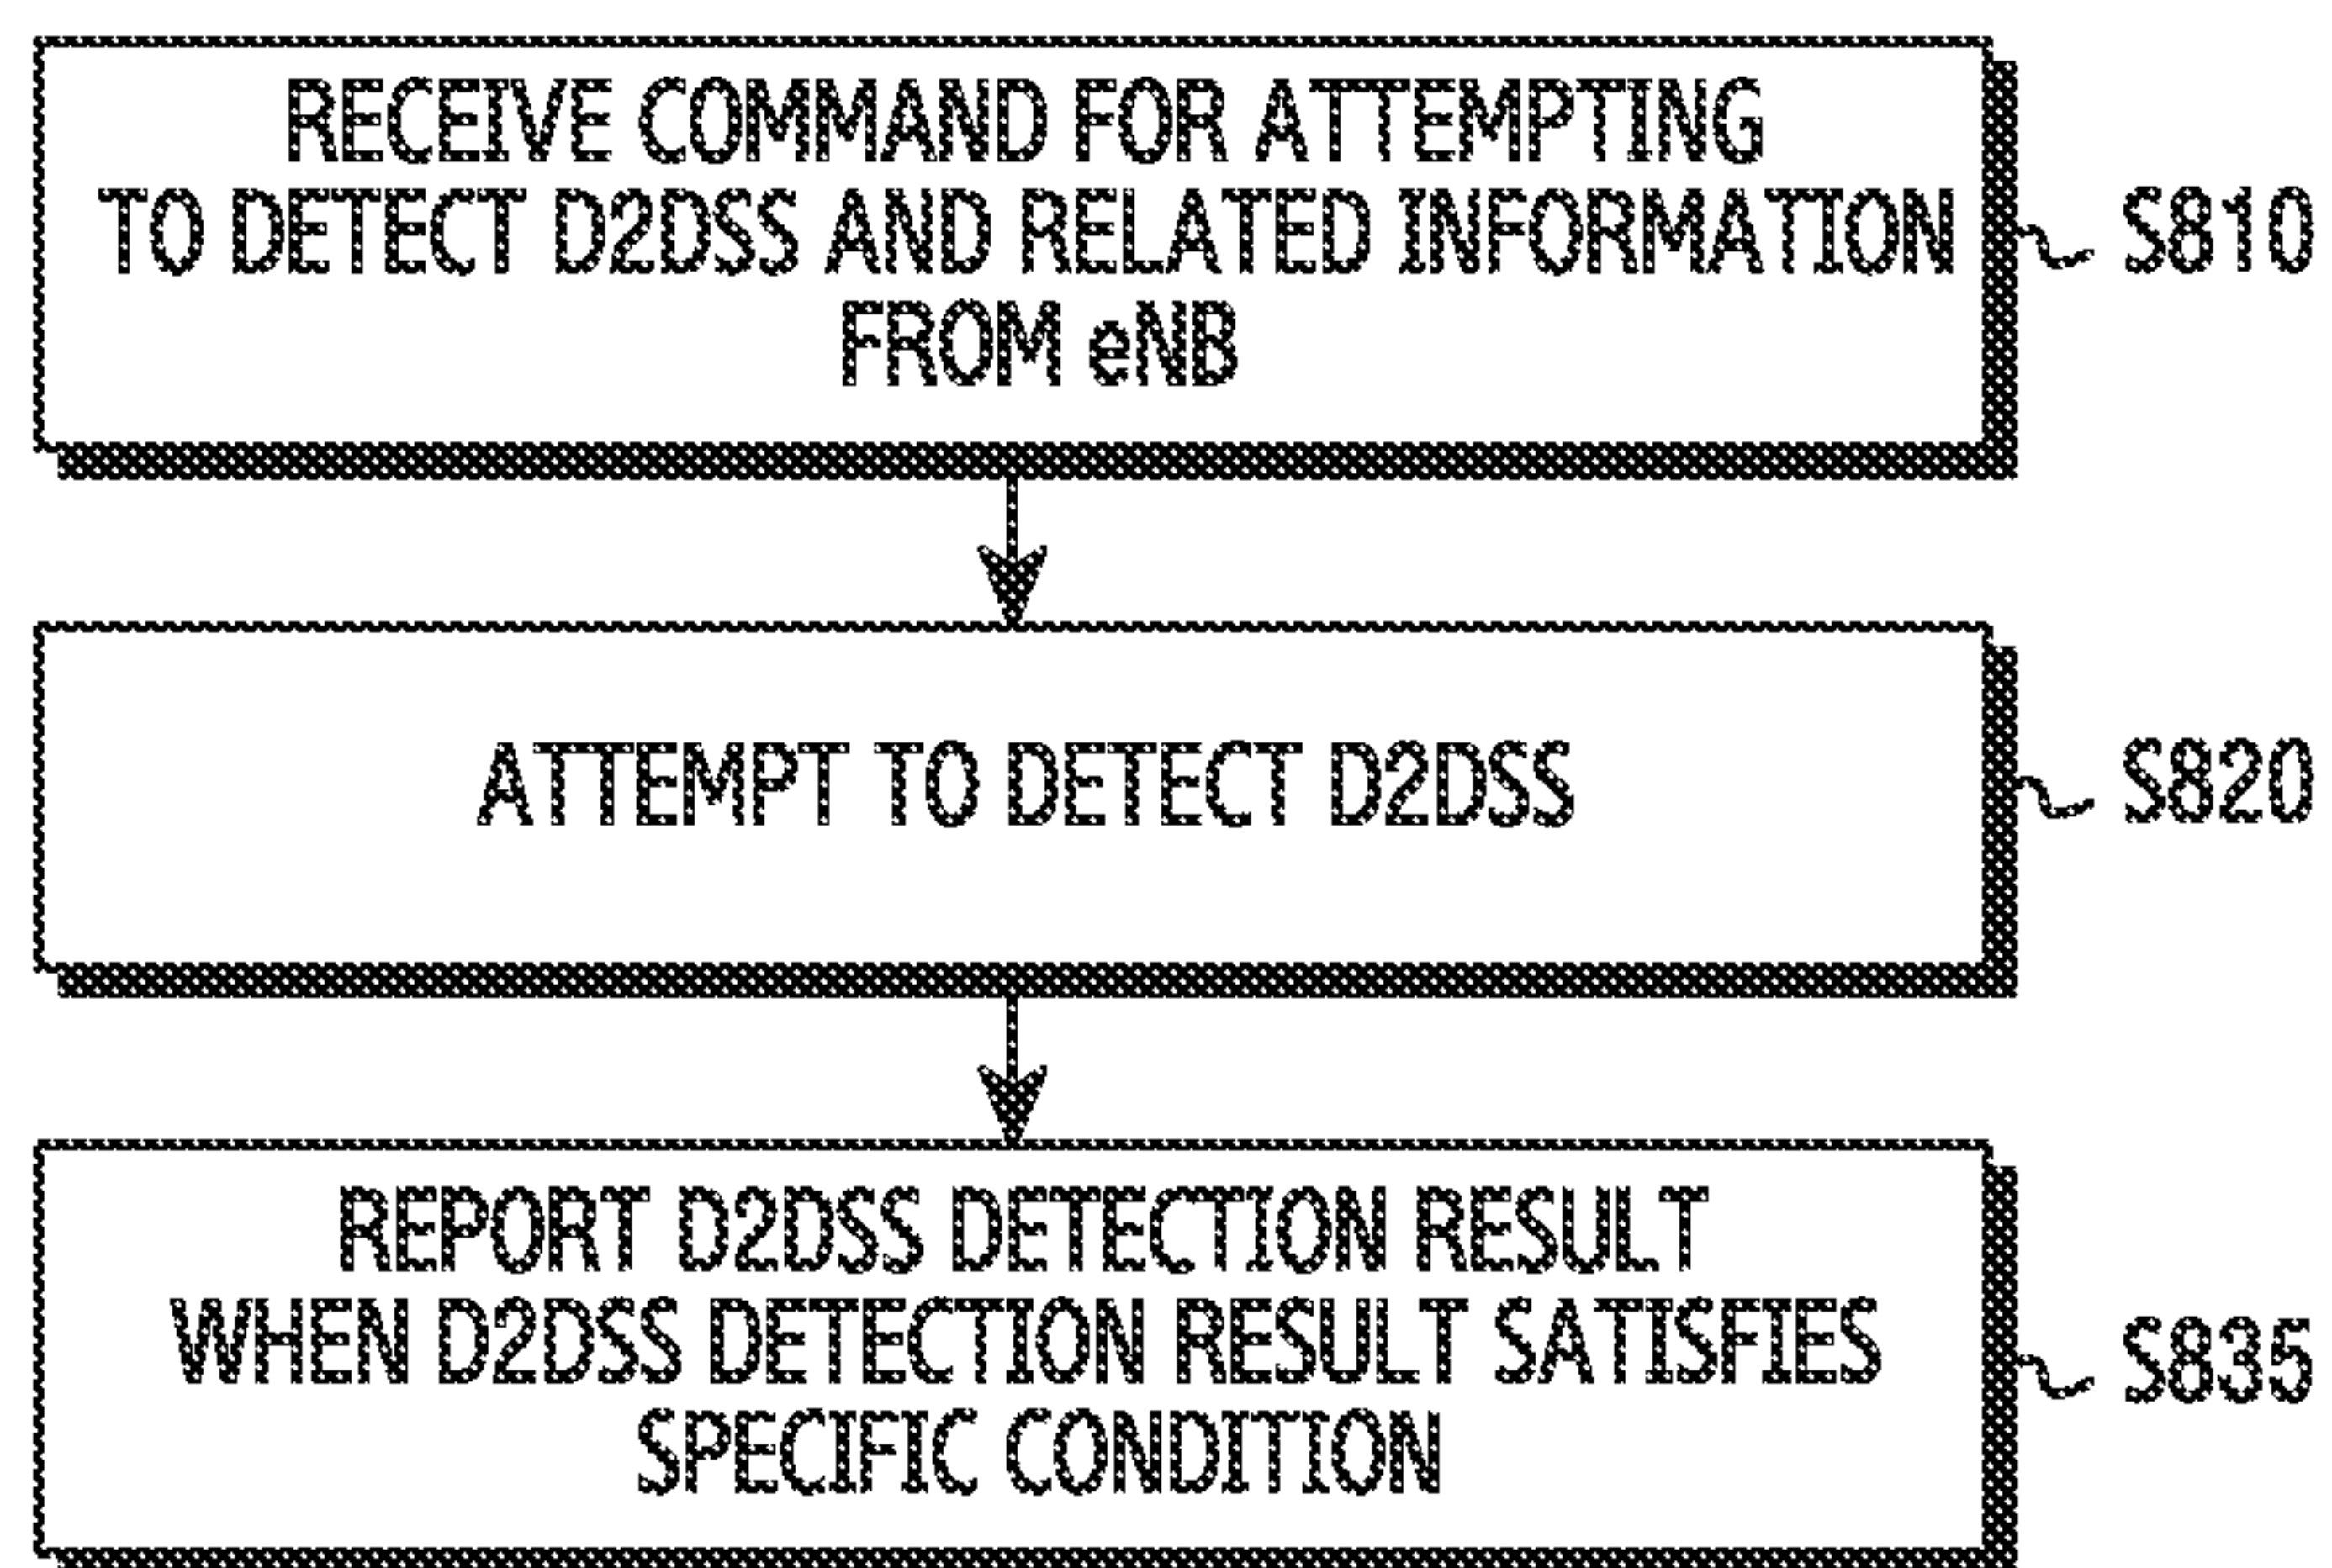 RECEIVE COMMAND FOR ATTEMPTING
TO DETECT D2DSS AND RELATED INFORMATION
FROM eNB
S810
ATTEMPT TO DETECT D2DSS
S820
REPORT D2DSS DETECTION RESULT
WHEN D2DSS DETECTION RESULT SATISFIES
SPECIFIC CONDITION
S835